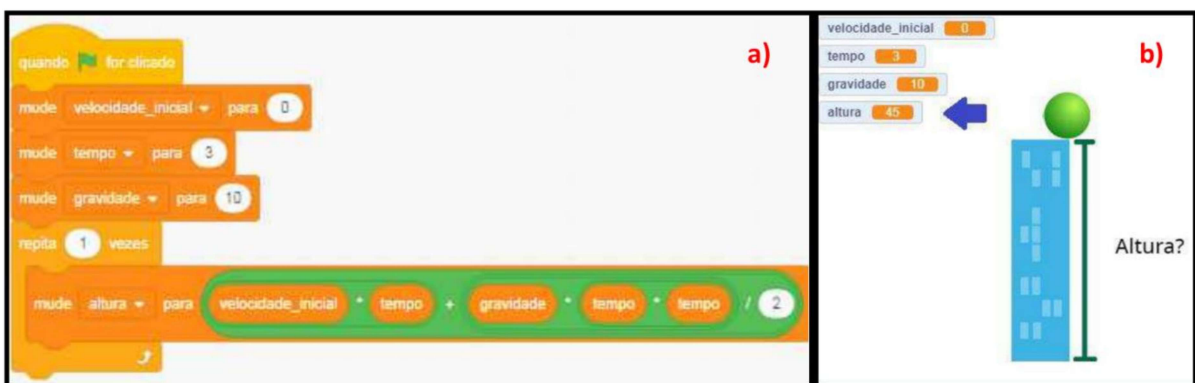 a)
quando for clicado
mude velocidade_inicial para 0
mude tempo para 3
mude gravidade para 10
repita 1 vezes
mude altura para velocidade_inicial * tempo + gravidade * tempo * tempo / 2
b)
velocidade_inicial 0
tempo 3
gravidade 10
altura 45
Altura?